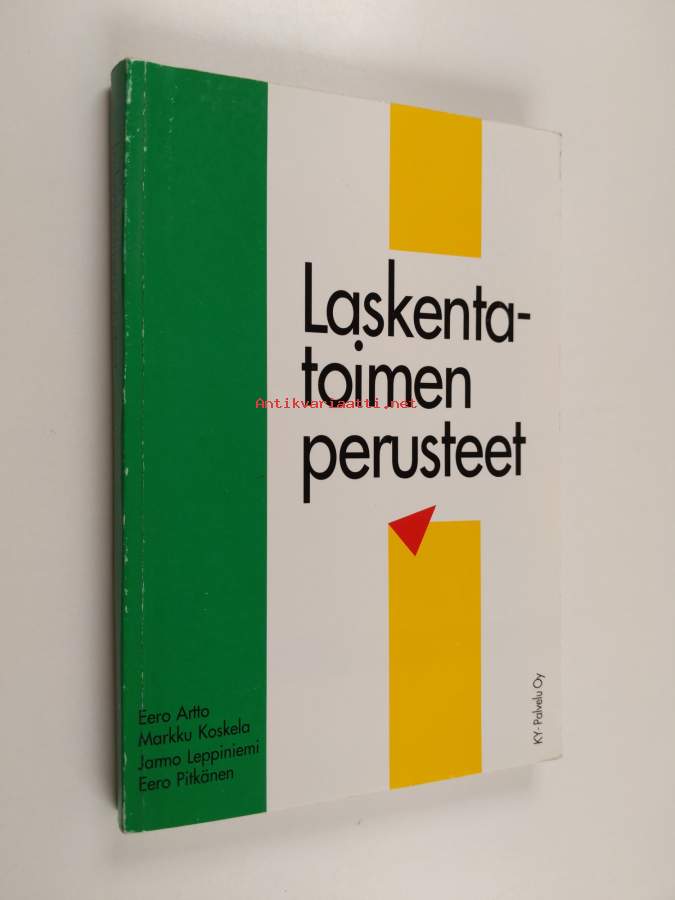 Laskenta-
toimen
Antikvariaatti.net
perusteet
Eero Artto
Markku Koskela
Jarmo Leppiniemi
Eero Pitkänen
KY-Palvelu Oy